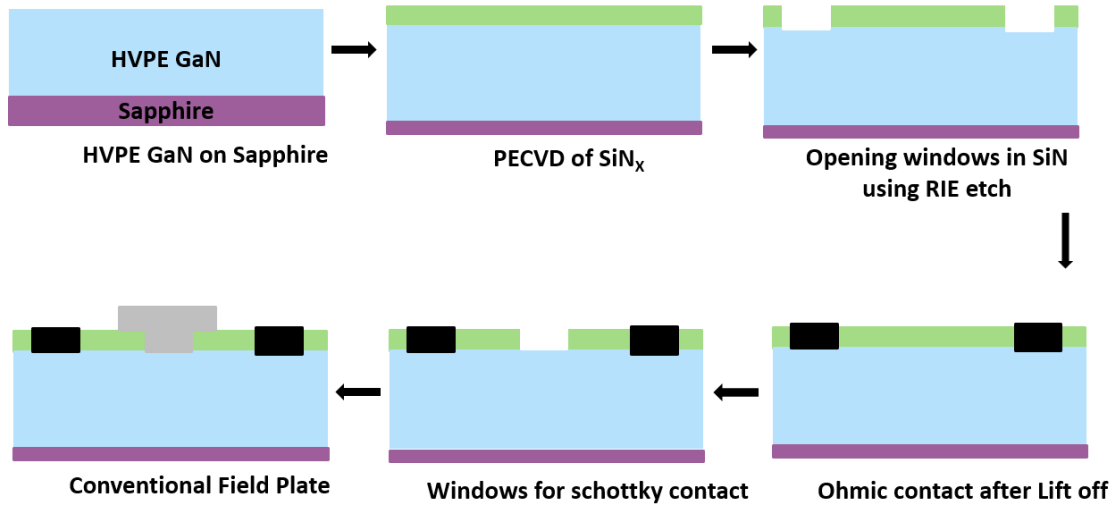 HVPE GaN
Sapphire
HVPE GaN on Sapphire
PECVD of SiNX
Opening windows in SiN
using RIE etch
Ohmic contact after Lift off
Windows for schottky contact
Conventional Field Plate